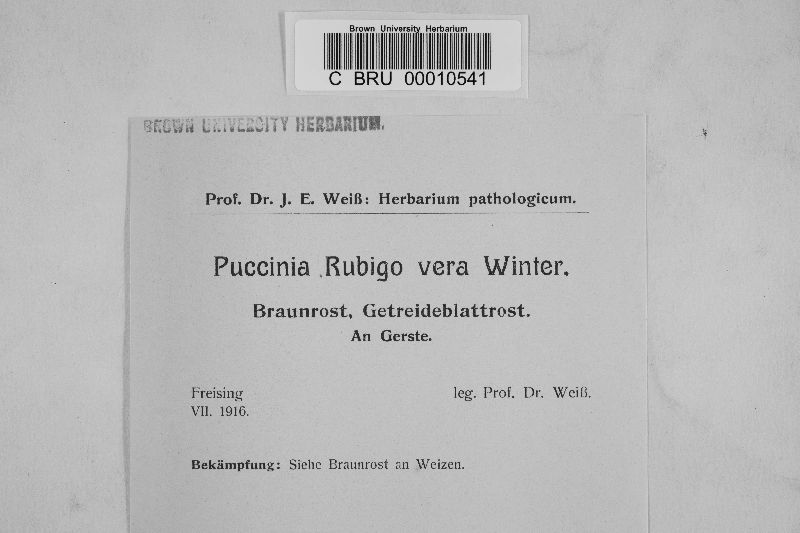 Brown University Herbarium
C BRU 00010541
BROWN UNIVERSITY HERBARIUM.
Prof. Dr. J. E. Weiß: Herbarium pathologicum.
Puccinia Rubigo vera Winter.
Braunrost, Getreideblattrost.
An Gerste.
Freising leg. Prof. Dr. Weiß.
VII. 1916.
Bekämpfung: Siehe Braunrost an Weizen.